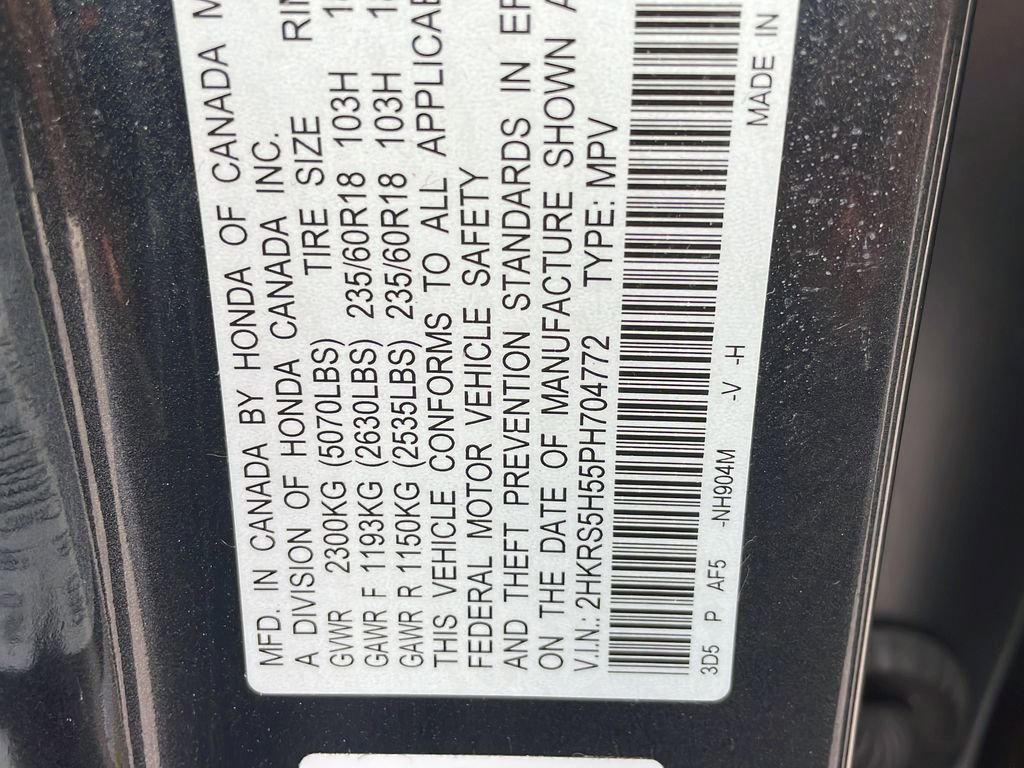 MFD. IN CANADA BY HONDA OF CANADA M
A DIVISION OF HONDA CANADA INC.
TIRE SIZE RIN
GVWR 2300KG (5070LBS) 235/60R18 103H 18
GAWR F 1193KG (2630LBS) 235/60R18 103H 18
GAWR R 1150KG (2535LBS)
THIS VEHICLE CONFORMS TO ALL APPLICAB
FEDERAL MOTOR VEHICLE SAFETY
AND THEFT PREVENTION STANDARDS IN EF
ON THE DATE OF MANUFACTURE SHOWN A
V.I.N.: 2HKRS5H55PH704772 TYPE: MPV
3D5 P AF5 -NH904M -V -H MADE IN